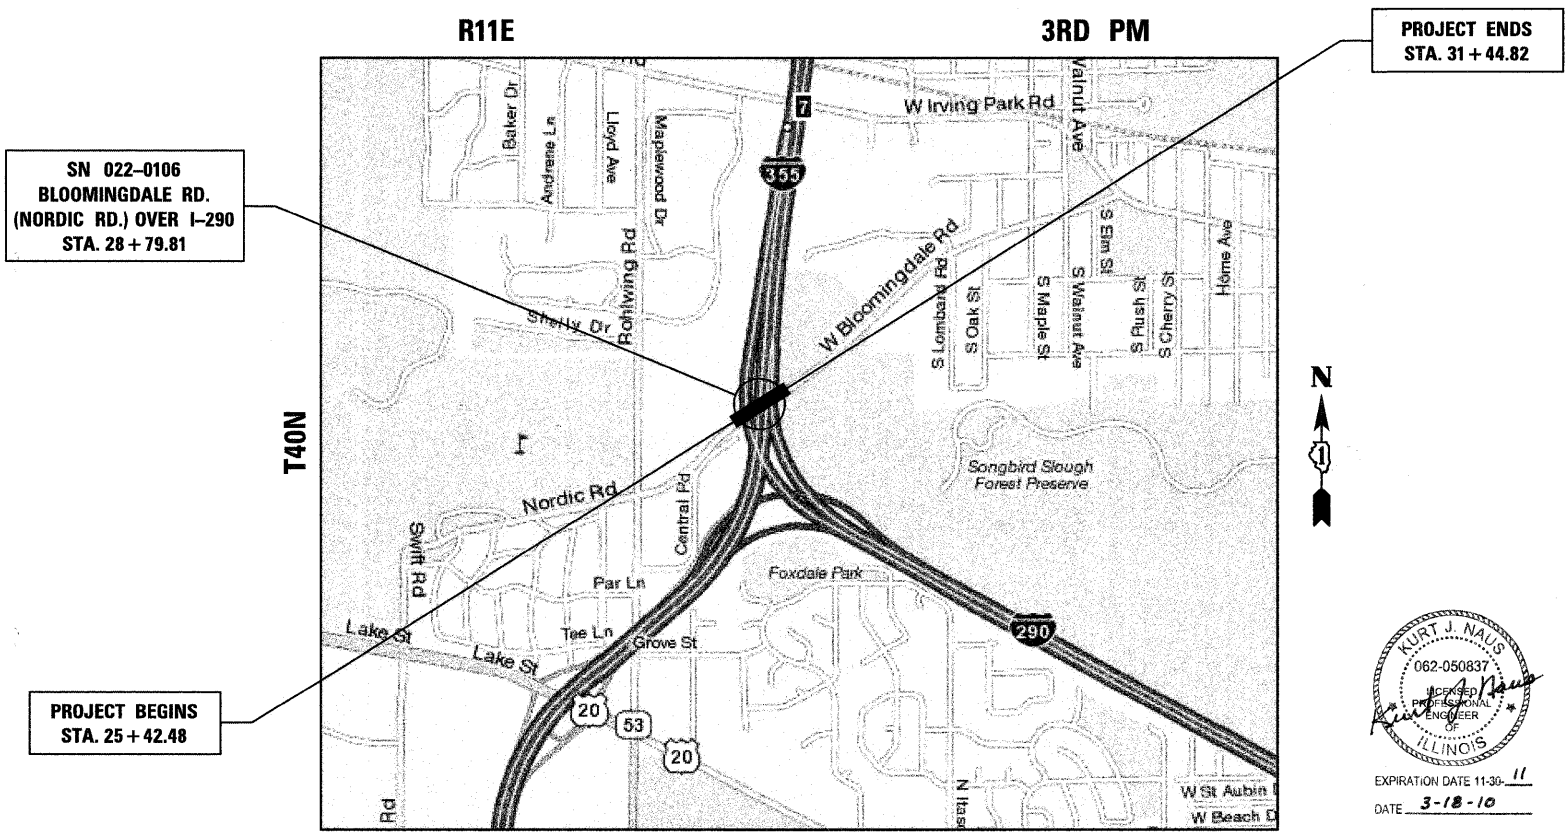 R11E
3RD PM
PROJECT ENDS
STA. 31 + 44.82
SN 022-0106
BLOOMINGDALE RD.
(NORDIC RD.) OVER I-290
STA. 28 + 79.81
T40N
PROJECT BEGINS
STA. 25 + 42.48
N
1
Baker Dr
Andrene Ln
Lloyd Ave
Maplewood Dr
Rohlwing Rd
Shelly Dr
7
355
W Irving Park Rd
Walnut Ave
W Bloomingdale Rd
S Lombard Rd
S Oak St
S Maple St
S Walnut Ave
S Elm St
S Rush St
S Cherry St
Home Ave
Songbird Slough
Forest Preserve
Nordic Rd
Central Rd
Swift Rd
Par Ln
Foxdale Park
Tee Ln
Grove St
Lake St
Lake St
290
20
53
20
Rd
N Itas
W St Aubin
W Beach D
KURT J. NAUS
062-050837
LICENSED
PROFESSIONAL
ENGINEER
OF
ILLINOIS
Kurt J. Naus
EXPIRATION DATE 11-30-11
DATE 3-18-10